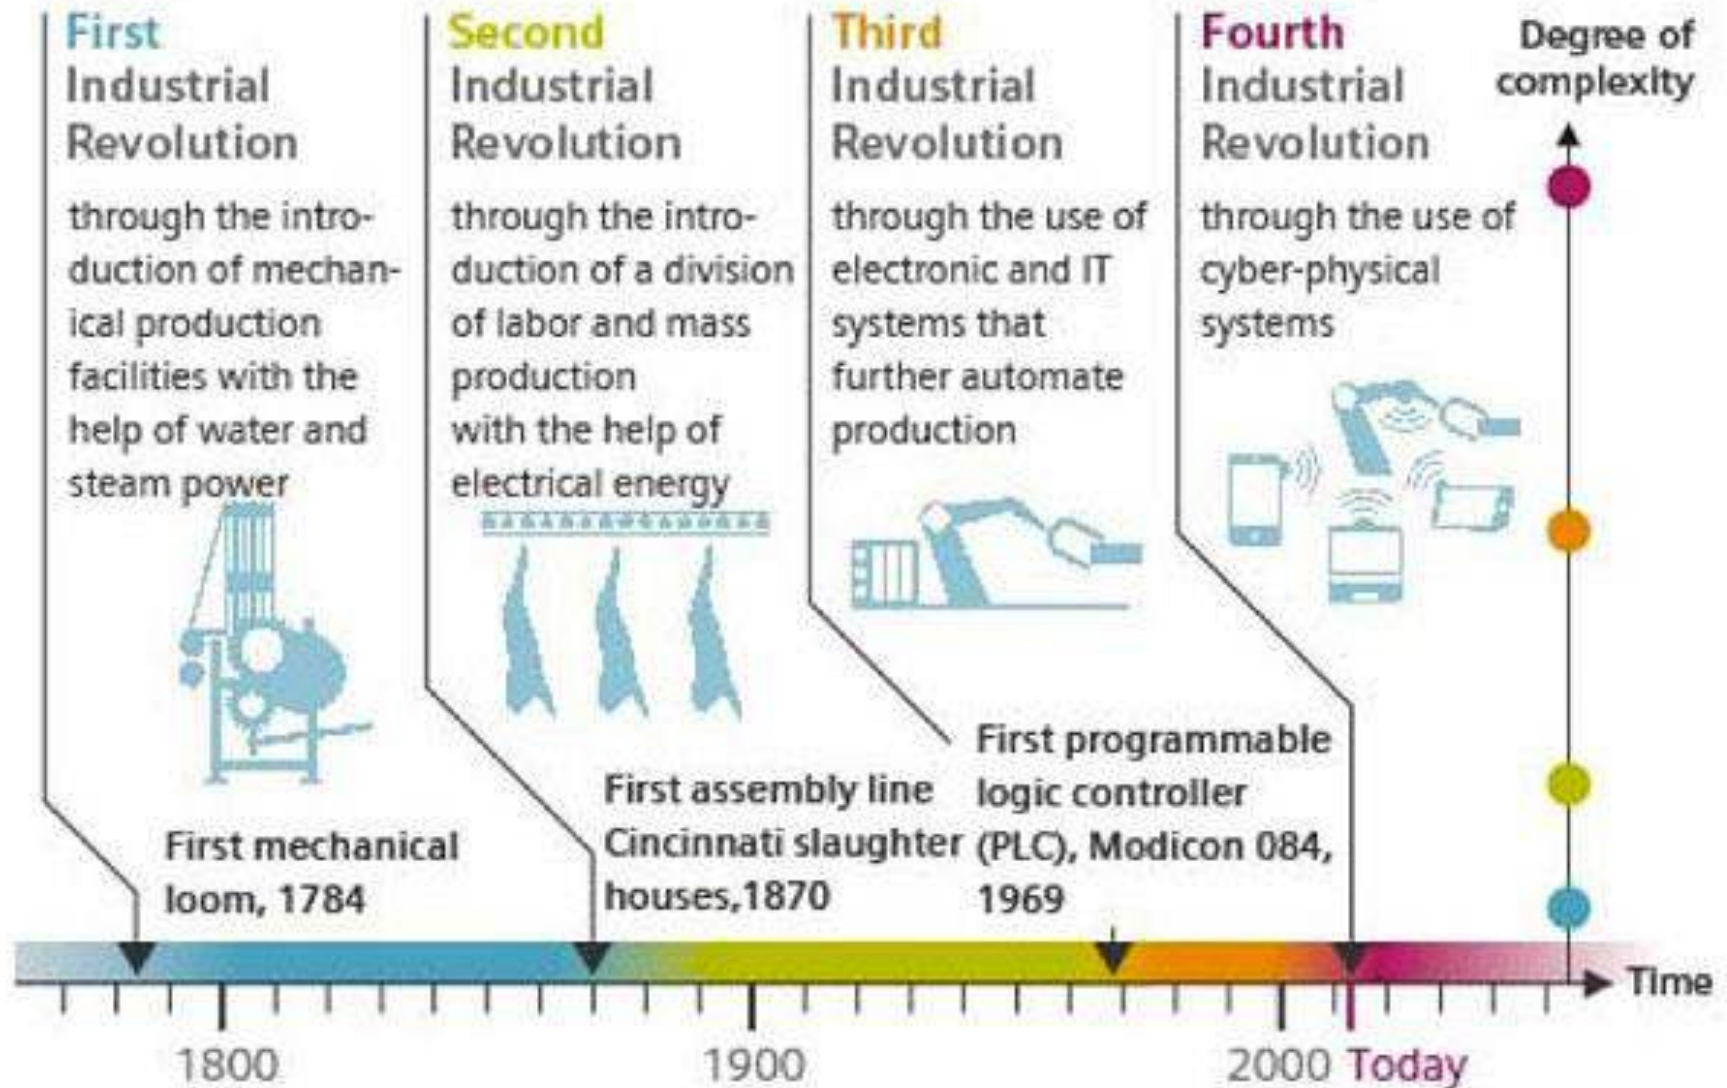 First
Industrial
Revolution
through the intro-
duction of mechan-
ical production
facilities with the
help of water and
steam power
First mechanical
loom, 1784
Second
Industrial
Revolution
through the intro-
duction of a division
of labor and mass
production
with the help of
electrical energy
First assembly line
Cincinnati slaughter
houses,1870
Third
Industrial
Revolution
through the use of
electronic and IT
systems that
further automate
production
First programmable
logic controller
(PLC), Modicon 084,
1969
Fourth
Industrial
Revolution
through the use of
cyber-physical
systems
Degree of
complexity
Time
1800
1900
2000
Today